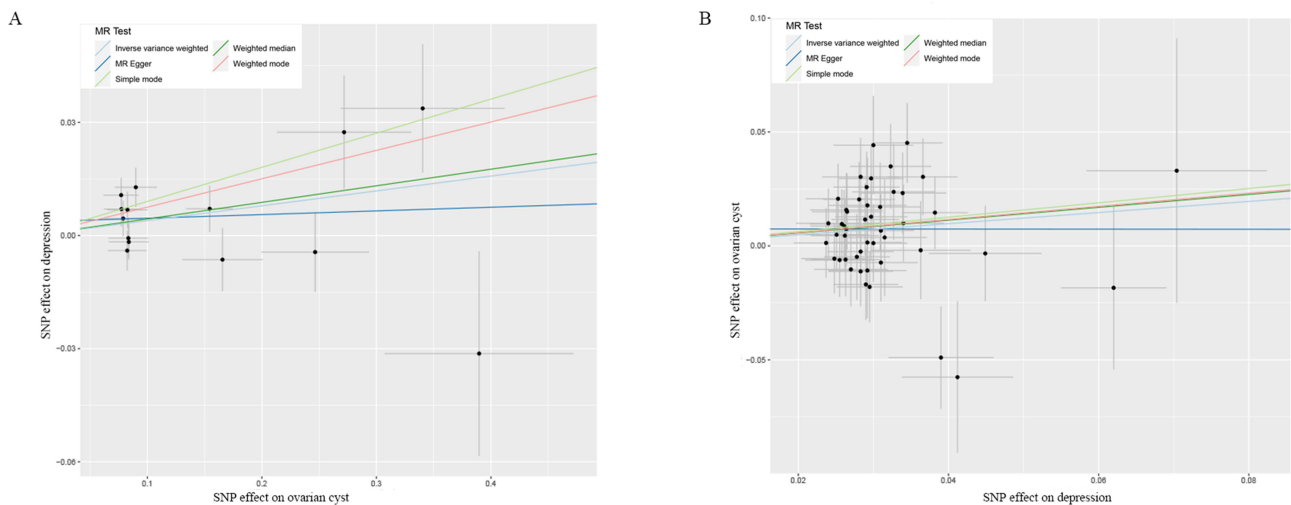 A
MR Test
Inverse variance weighted
Weighted median
MR Egger
Weighted mode
Simple mode
0.03
0.00
−0.03
−0.06
SNP effect on depression
0.1
0.2
0.3
0.4
SNP effect on ovarian cyst
B
0.10
MR Test
Inverse variance weighted
Weighted median
MR Egger
Weighted mode
Simple mode
0.05
0.00
−0.05
SNP effect on ovarian cyst
0.02
0.04
0.06
0.08
SNP effect on depression